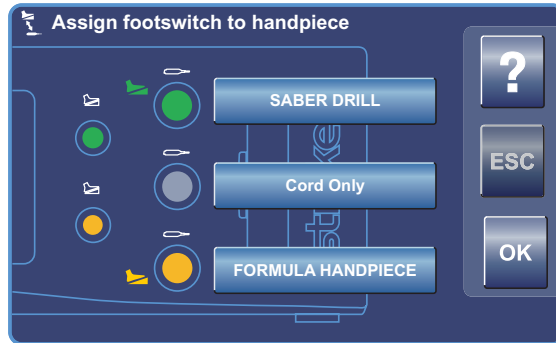 Assign footswitch to handpiece
SABER DRILL
Cord Only
FORMULA HANDPIECE
?
ESC
OK